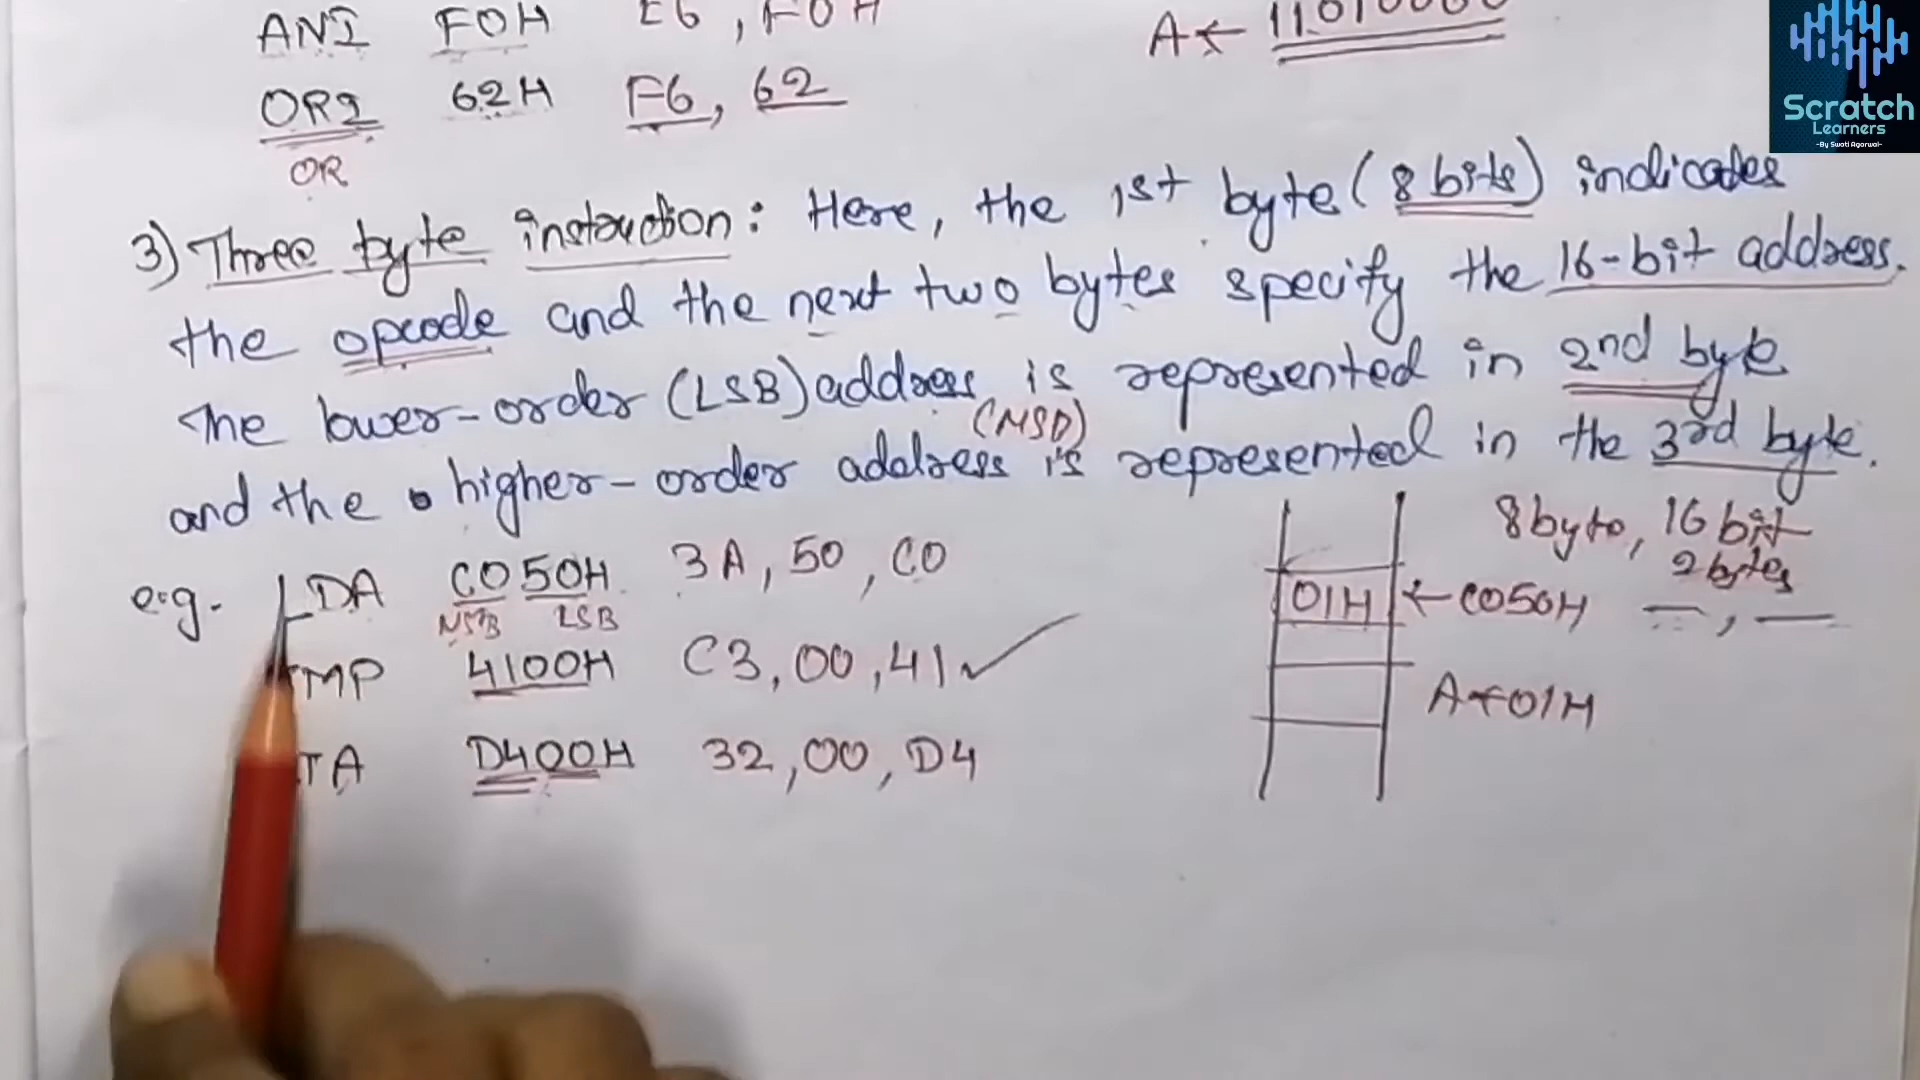 ANI FOH E6, FOH
A← 11010000
ORI 62H F6, 62
OR
Scratch
Learners
-By Swati Agarwal-
3) Three byte instruction: Here, the 1st byte (8 bits) indicates
the opcode and the next two bytes specify the 16-bit address.
The lower-order (LSB) address is represented in 2nd byte
(MSB)
and the higher-order address is represented in the 3rd byte.
e.g. LDA C050H 3A, 50, C0
MSB LSB
MP 4100H C3, 00, 41 ✓
TA D400H 32, 00, D4
8 byte, 16 bit
2 bytes
01H ← C050H —, —
A←01H